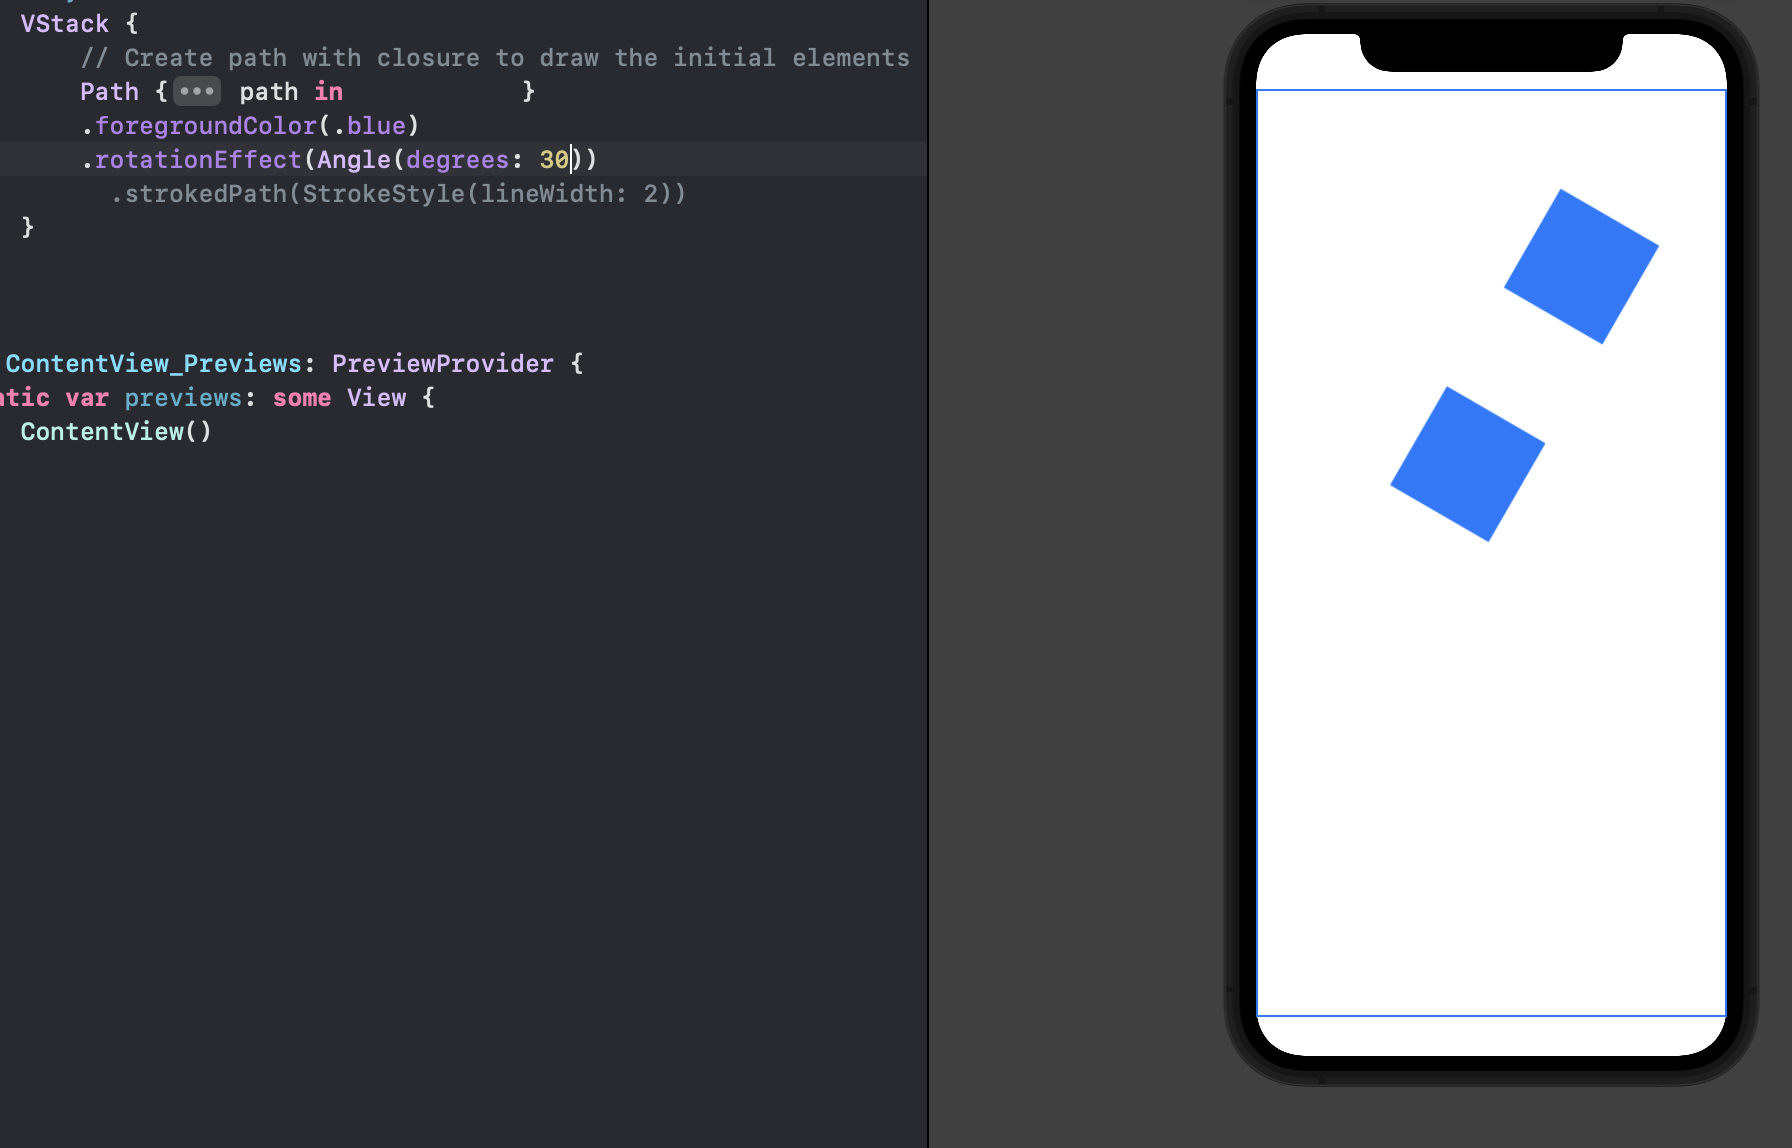 VStack {
// Create path with closure to draw the initial elements
Path {••• path in }
.foregroundColor(.blue)
.rotationEffect(Angle(degrees: 30))
.strokedPath(StrokeStyle(lineWidth: 2))
}
ContentView_Previews: PreviewProvider {
atic var previews: some View {
ContentView()